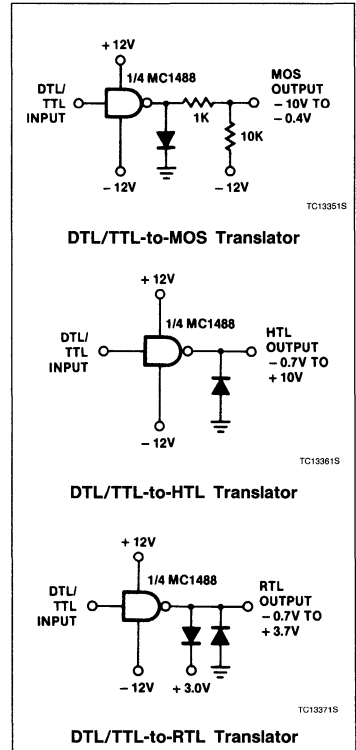 + 12V
1/4 MC1488
DTL/
TTL
INPUT
MOS
OUTPUT
– 10V TO
– 0.4V
1K
10K
– 12V
– 12V
TC13351S
DTL/TTL-to-MOS Translator
+ 12V
1/4 MC1488
DTL/
TTL
INPUT
HTL
OUTPUT
– 0.7V TO
+ 10V
– 12V
TC13361S
DTL/TTL-to-HTL Translator
+ 12V
1/4 MC1488
DTL/
TTL
INPUT
RTL
OUTPUT
– 0.7V TO
+ 3.7V
– 12V
+ 3.0V
TC13371S
DTL/TTL-to-RTL Translator